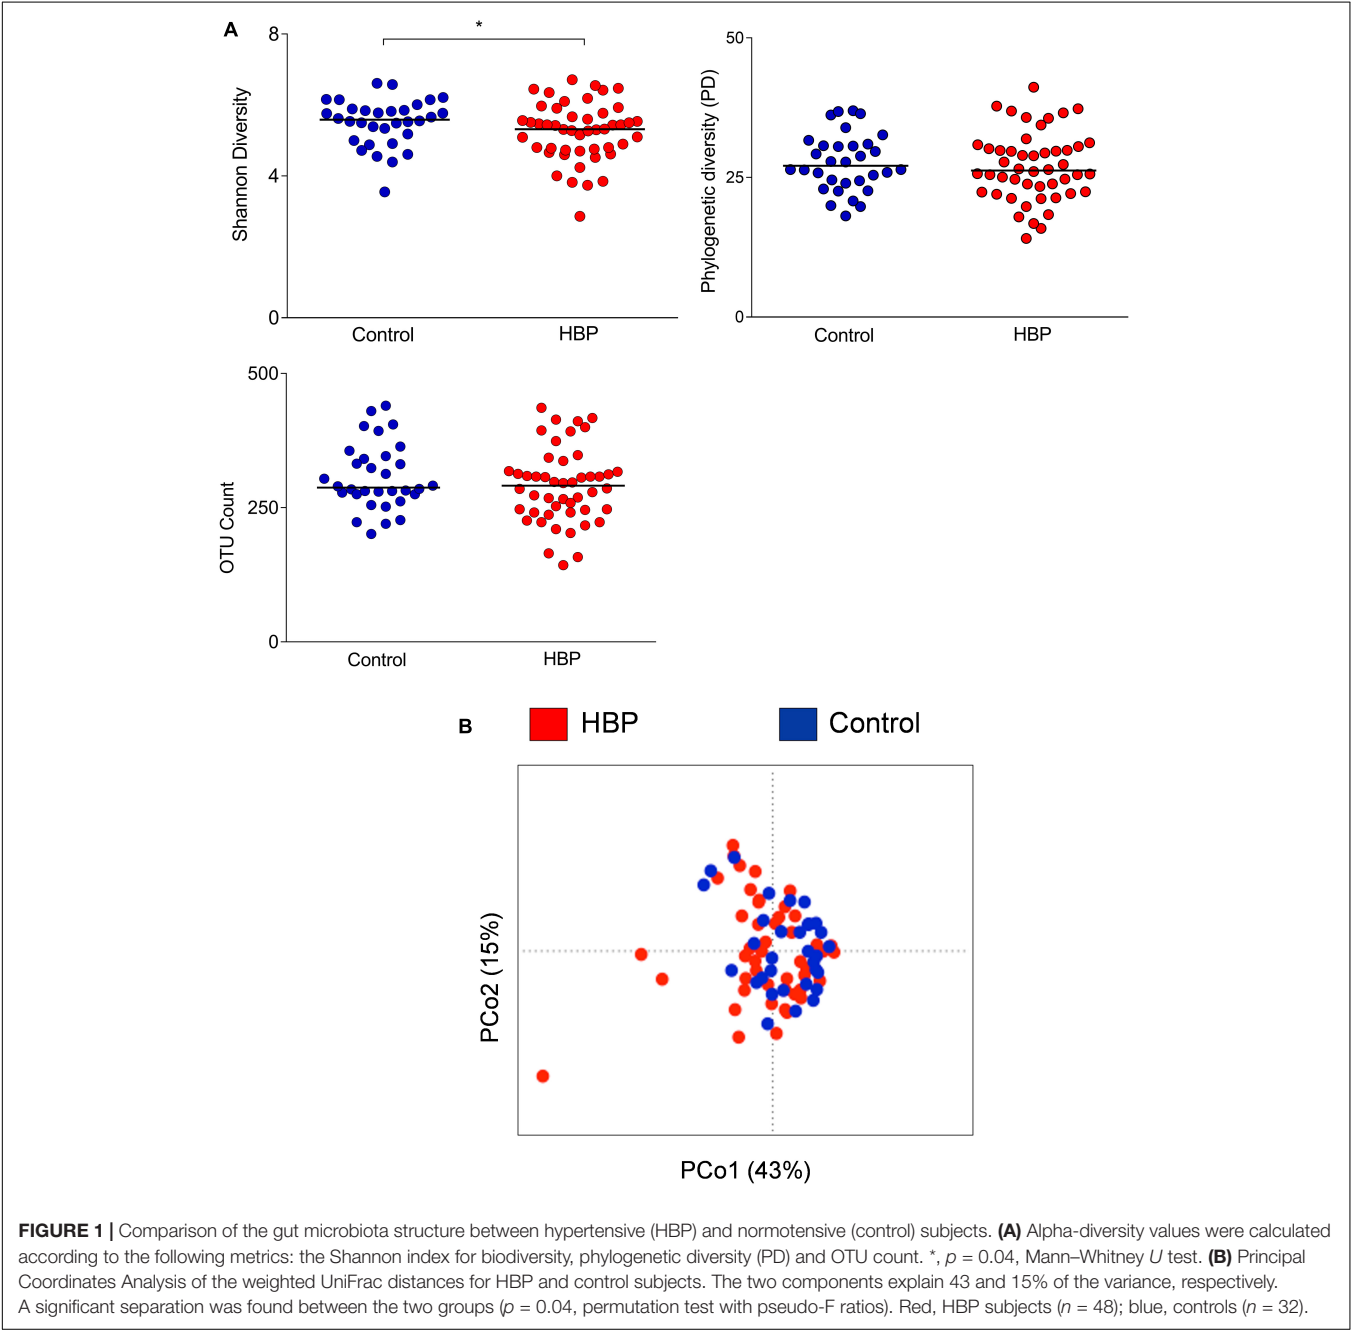 A
*
8
4
0
Shannon Diversity
Control
HBP
50
25
0
Phylogenetic diversity (PD)
Control
HBP
500
250
0
OTU Count
Control
HBP
B
HBP
Control
PCo2 (15%)
PCo1 (43%)
FIGURE 1 | Comparison of the gut microbiota structure between hypertensive (HBP) and normotensive (control) subjects. (A) Alpha-diversity values were calculated
according to the following metrics: the Shannon index for biodiversity, phylogenetic diversity (PD) and OTU count. *, p = 0.04, Mann–Whitney U test. (B) Principal
Coordinates Analysis of the weighted UniFrac distances for HBP and control subjects. The two components explain 43 and 15% of the variance, respectively.
A significant separation was found between the two groups (p = 0.04, permutation test with pseudo-F ratios). Red, HBP subjects (n = 48); blue, controls (n = 32).